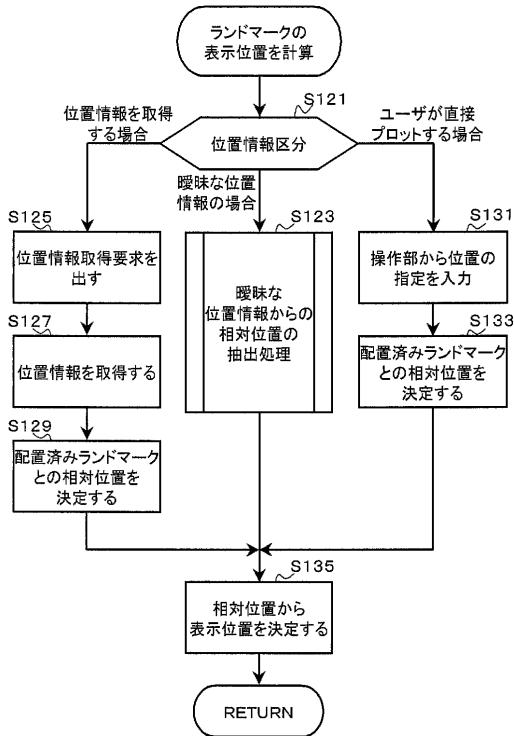 ランドマークの
表示位置を計算
S121
位置情報を取得
する場合
位置情報区分
ユーザが直接
プロットする場合
曖昧な位置
情報の場合
S125
位置情報取得要求を
出す
S127
位置情報を取得する
S129
配置済みランドマーク
との相対位置を
決定する
S123
曖昧な
位置情報からの
相対位置の
抽出処理
S131
操作部から位置の
指定を入力
S133
配置済みランドマーク
との相対位置を
決定する
S135
相対位置から
表示位置を決定する
RETURN